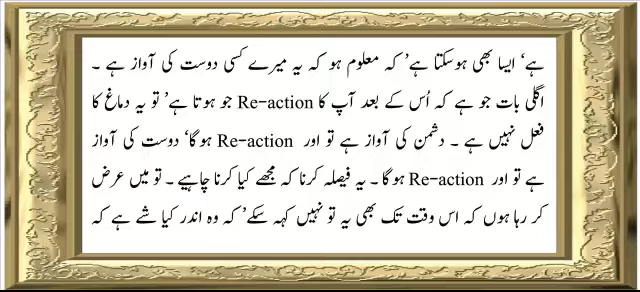 ہے‘ ایسا بھی ہوسکتا ہے’ کہ معلوم ہو کہ یہ میرے کسی دوست کی آواز ہے ۔
اگلی بات جو ہے کہ اُس کے بعد آپ کا Re-action جو ہوتا ہے’ تو یہ دماغ کا
فعل نہیں ہے ۔ دشمن کی آواز ہے تو اور Re-action ہوگا‘ دوست کی آواز
ہے تو اور Re-action ہوگا ۔ یہ فیصلہ کرنا کہ مجھے کیا کرنا چاہیے ۔ تو میں عرض
کر رہا ہوں کہ اس وقت تک بھی یہ تو نہیں کہہ سکے’ کہ وہ اندر کیا شے ہے کہ